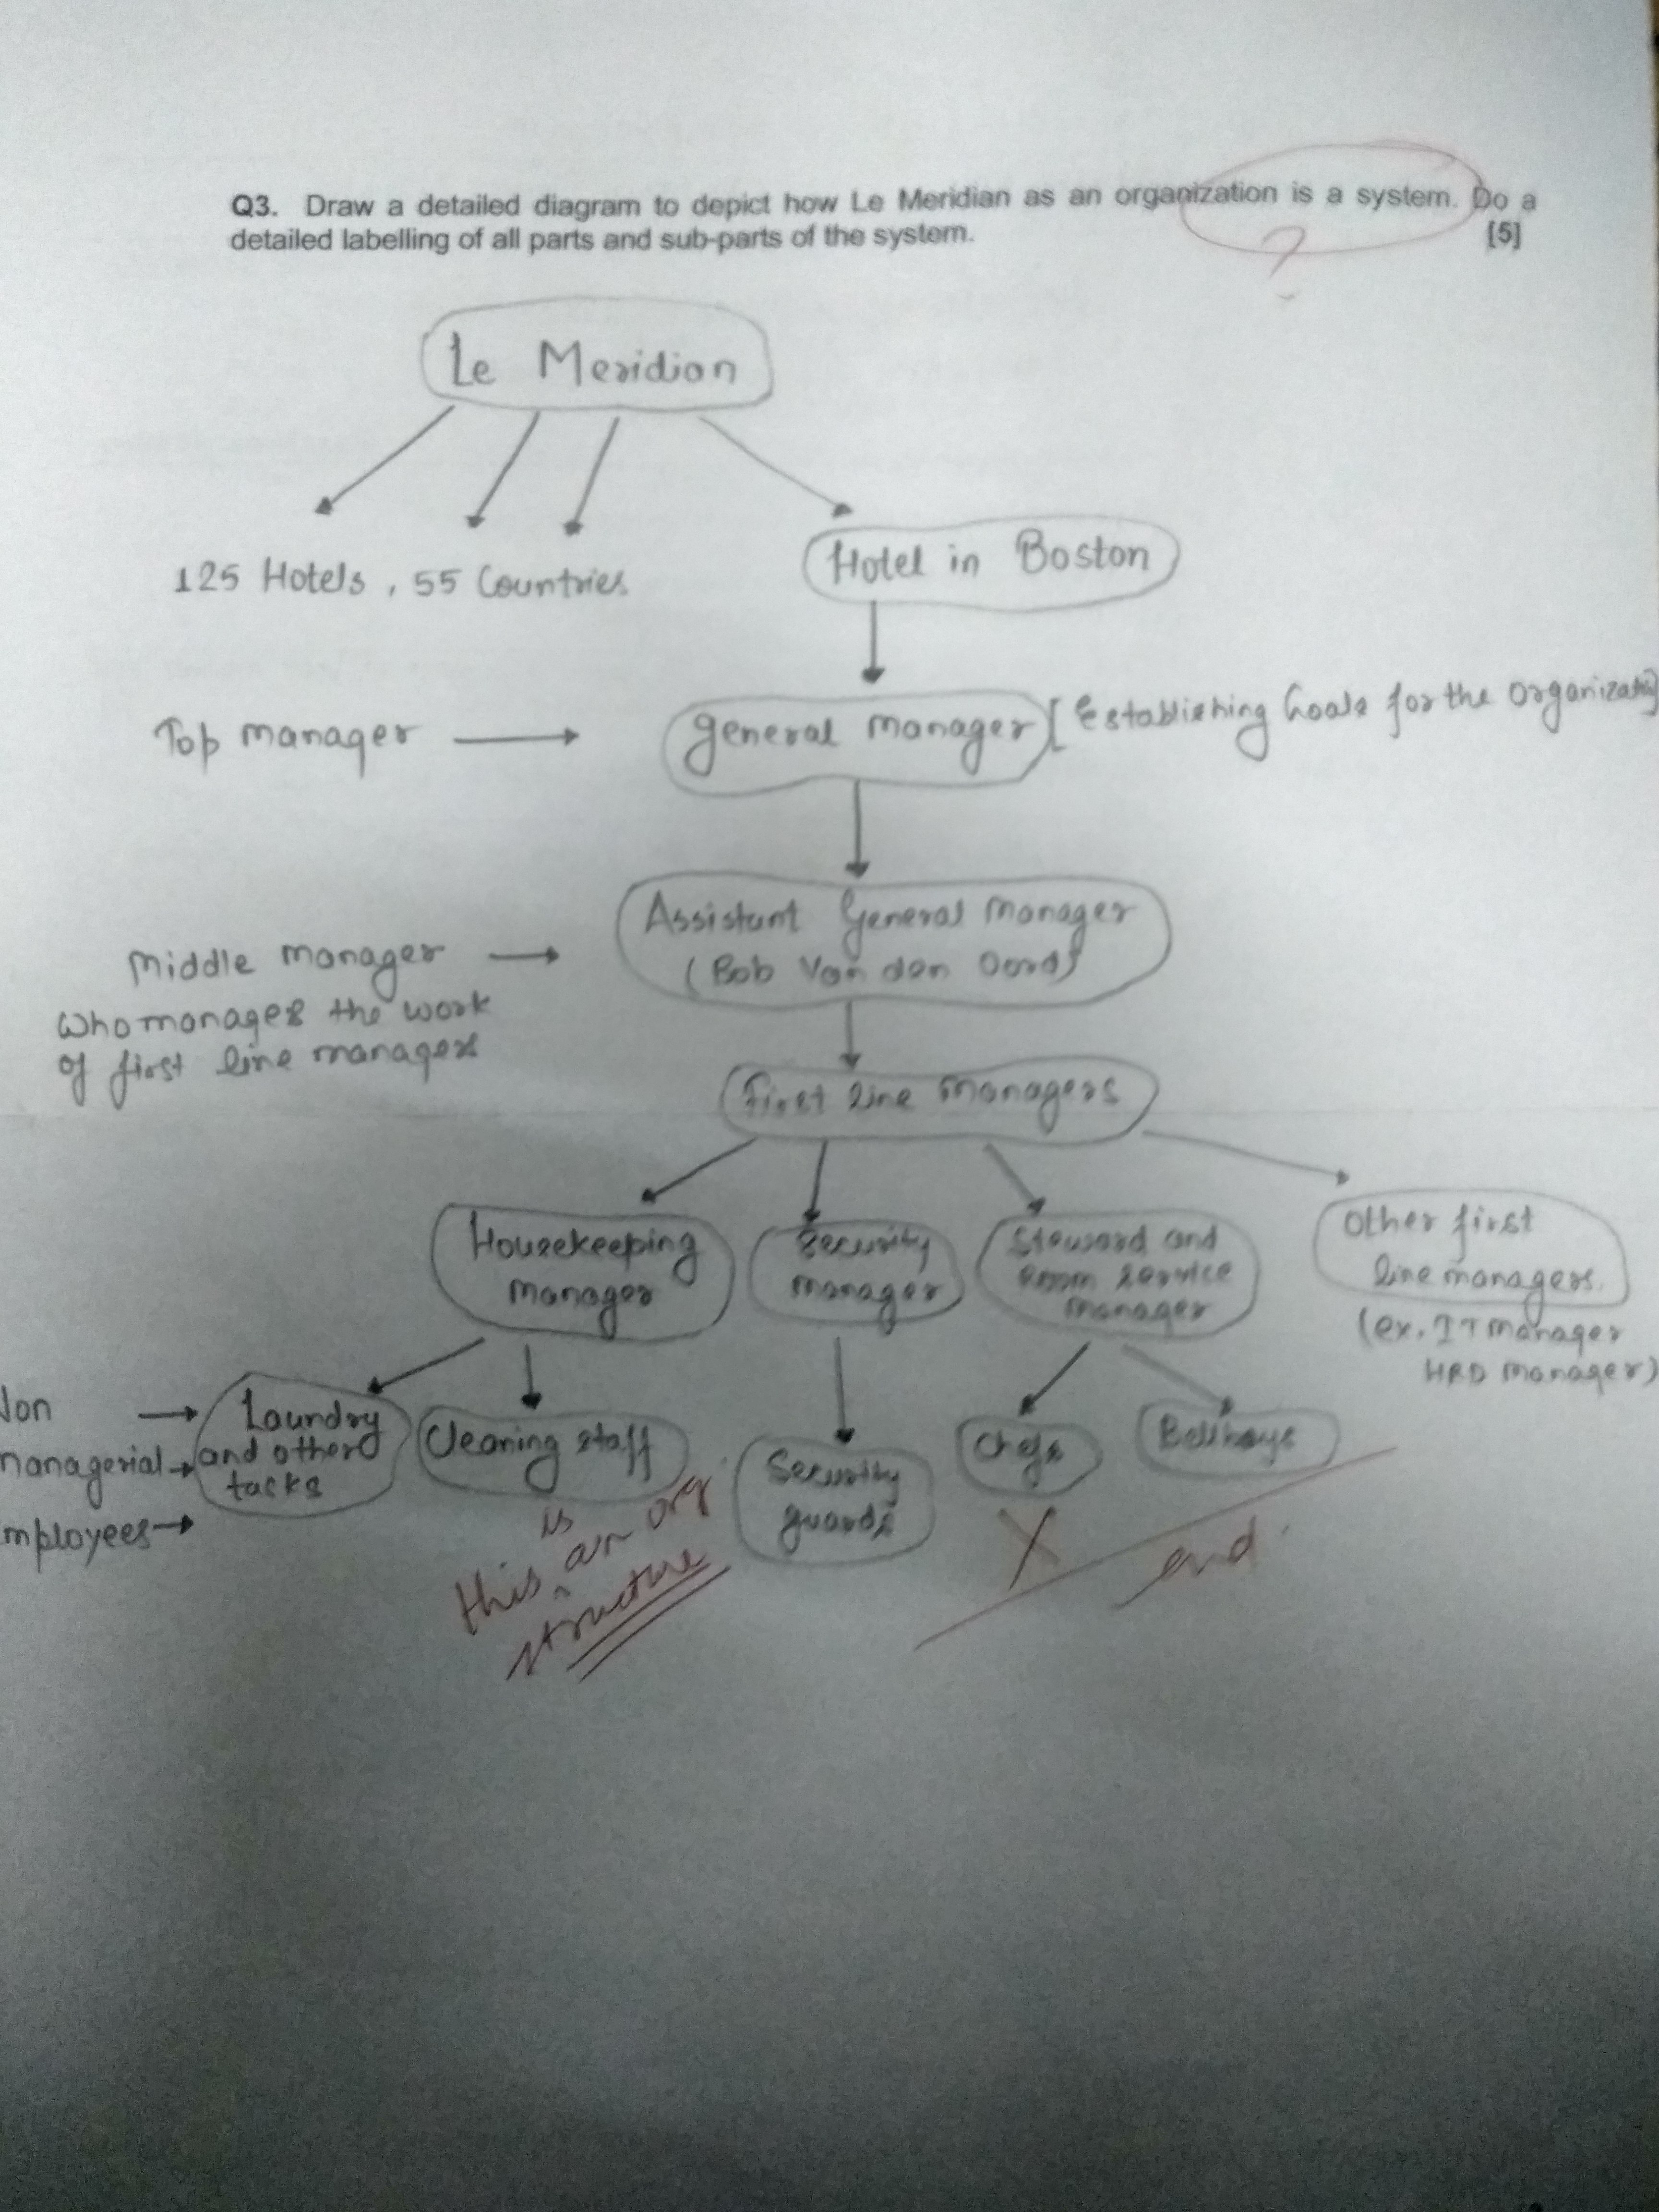 Q3. Draw a detailed diagram to depict how Le Meridian as an organization is a system. Do a
detailed labelling of all parts and sub-parts of the system. [5]
?
Le Meridian
125 Hotels, 55 Countries
Hotel in Boston
Top manager
general manager [Establishing Goals for the Organization]
Assistant General Manager
(Bob Van den Oord)
Middle manager
who manages the work
of first line managers
First line managers
Housekeeping
manager
Security
manager
Steward and
Room service
manager
Other first
line managers.
(ex. IT manager
HRD manager)
Non
managerial
employees
Laundry
and other
tasks
Cleaning staff
Security
guards
Chefs
Bellboys
this is an org
structure
X
end